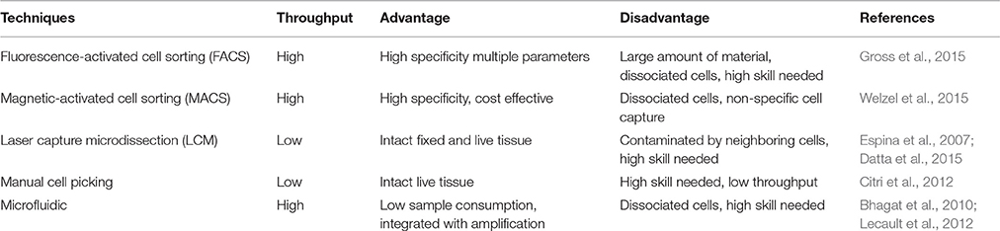 Techniques Throughput Advantage Disadvantage References
Fluorescence-activated cell sorting (FACS) High High specificity multiple parameters Large amount of material, Gross et al., 2015
dissociated cells, high skill needed
Magnetic-activated cell sorting (MACS) High High specificity, cost effective Dissociated cells, non-specific cell Welzel et al., 2015
capture
Laser capture microdissection (LCM) Low Intact fixed and live tissue Contaminated by neighboring cells, Espina et al., 2007;
high skill needed Datta et al., 2015
Manual cell picking Low Intact live tissue High skill needed, low throughput Citri et al., 2012
Microfluidic High Low sample consumption, Dissociated cells, high skill needed Bhagat et al., 2010;
integrated with amplification Lecault et al., 2012